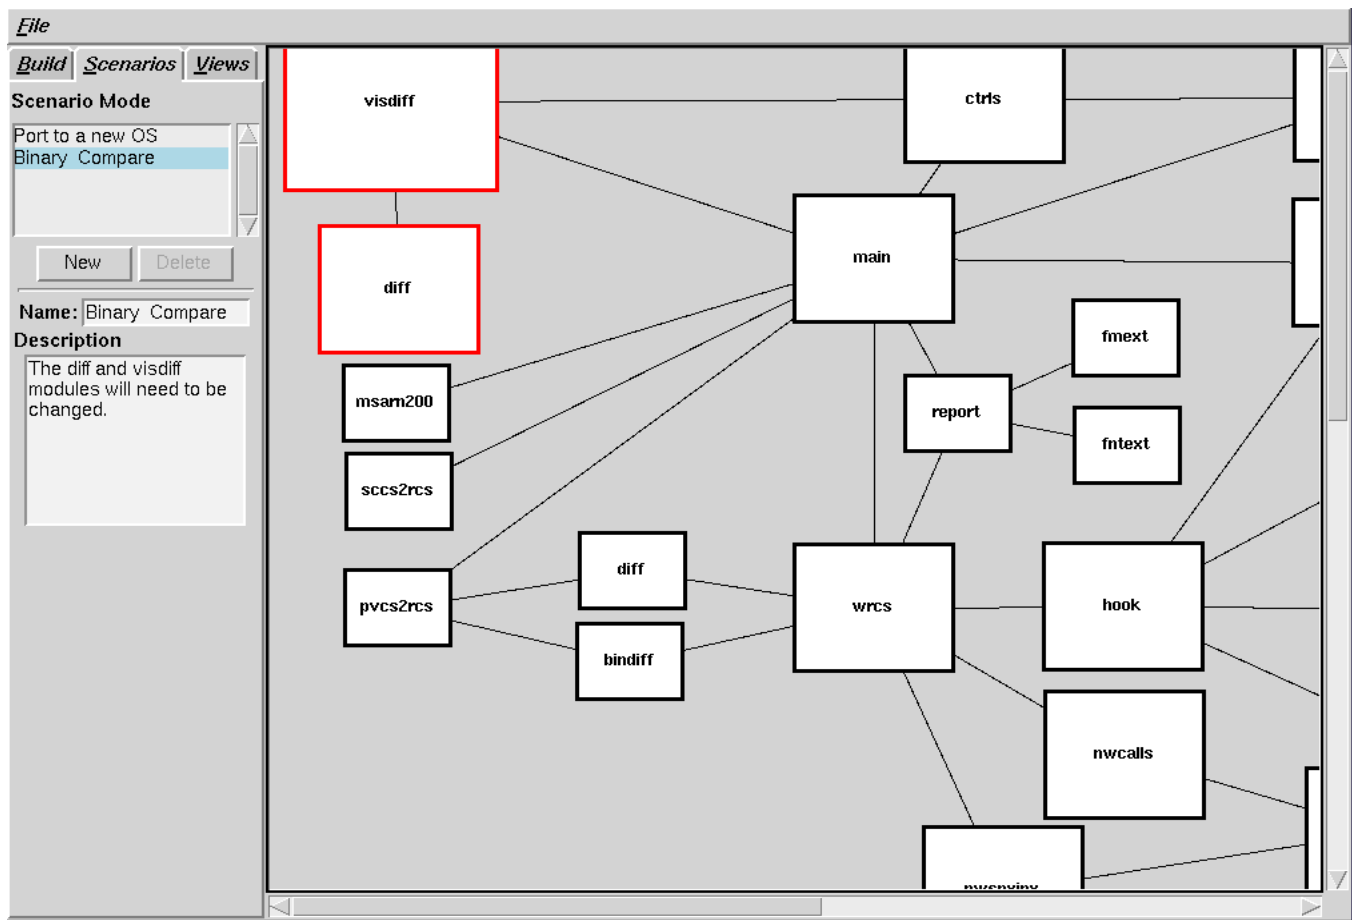 File
Build Scenarios Views
Scenario Mode
Port to a new OS
Binary Compare
New Delete
Name: Binary Compare
Description
The diff and visdiff
modules will need to be
changed.
visdiff
ctrls
main
diff
fmext
msarn200
report
fntext
sccs2rcs
diff
pvcs2rcs
wrcs
hook
bindiff
nwcalls